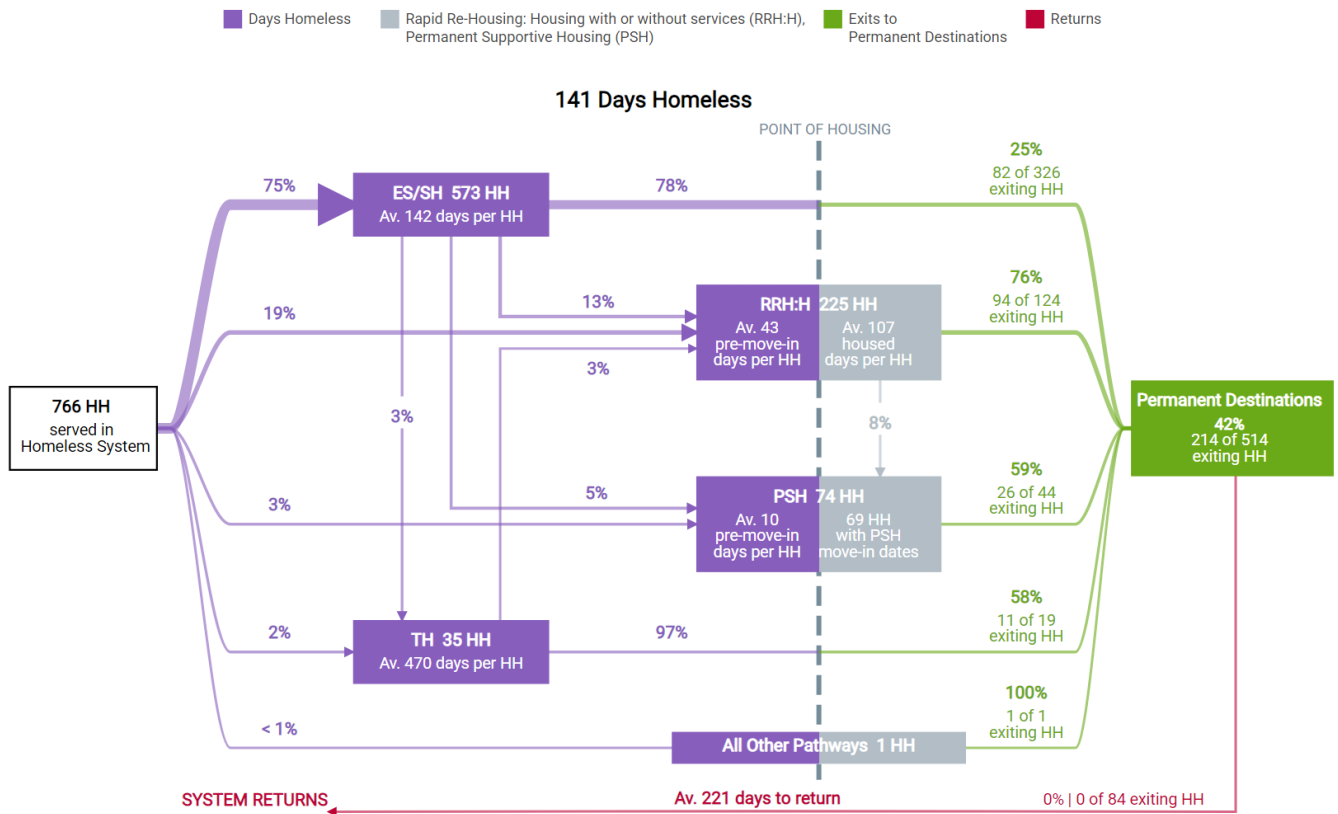 Days Homeless
Rapid Re-Housing: Housing with or without services (RRH:H),
Permanent Supportive Housing (PSH)
Exits to
Permanent Destinations
Returns
141 Days Homeless
POINT OF HOUSING
75%
ES/SH 573 HH
Av. 142 days per HH
78%
25%
82 of 326
exiting HH
19%
13%
3%
RRH:H 225 HH
Av. 43
pre-move-in
days per HH
Av. 107
housed
days per HH
76%
94 of 124
exiting HH
766 HH
served in
Homeless System
3%
8%
Permanent Destinations
42%
214 of 514
exiting HH
3%
5%
PSH 74 HH
Av. 10
pre-move-in
days per HH
69 HH
with PSH
move-in dates
59%
26 of 44
exiting HH
2%
TH 35 HH
Av. 470 days per HH
97%
58%
11 of 19
exiting HH
< 1%
All Other Pathways 1 HH
100%
1 of 1
exiting HH
SYSTEM RETURNS
Av. 221 days to return
0% | 0 of 84 exiting HH